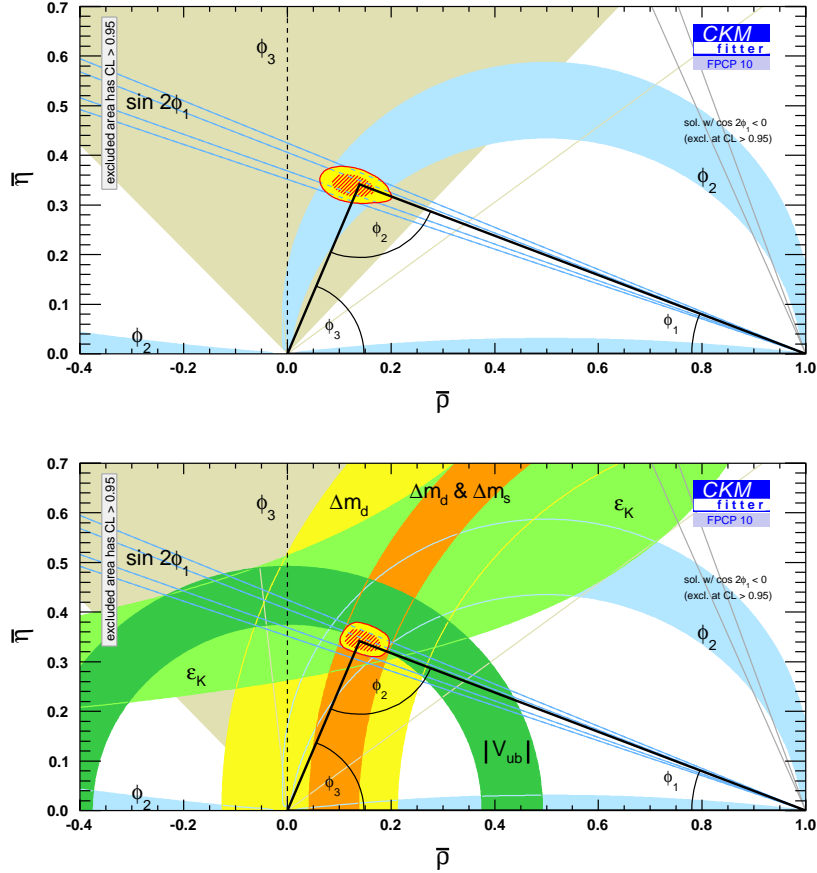 0.7
0.6
0.5
0.4
0.3
0.2
0.1
0.0
-0.4
-0.2
0.0
0.2
0.4
0.6
0.8
1.0
η̅
ρ̅
excluded area has CL > 0.95
ϕ3
sin 2ϕ1
CKM
fitter
FPCP 10
sol. w/ cos 2ϕ1 < 0
(excl. at CL > 0.95)
ϕ2
ϕ2
ϕ3
ϕ1
ϕ2
0.7
0.6
0.5
0.4
0.3
0.2
0.1
0.0
-0.4
-0.2
0.0
0.2
0.4
0.6
0.8
1.0
η̅
ρ̅
excluded area has CL > 0.95
ϕ3
Δmd
Δmd & Δms
εK
sin 2ϕ1
CKM
fitter
FPCP 10
sol. w/ cos 2ϕ1 < 0
(excl. at CL > 0.95)
ϕ2
εK
ϕ2
|Vub|
ϕ3
ϕ1
ϕ2